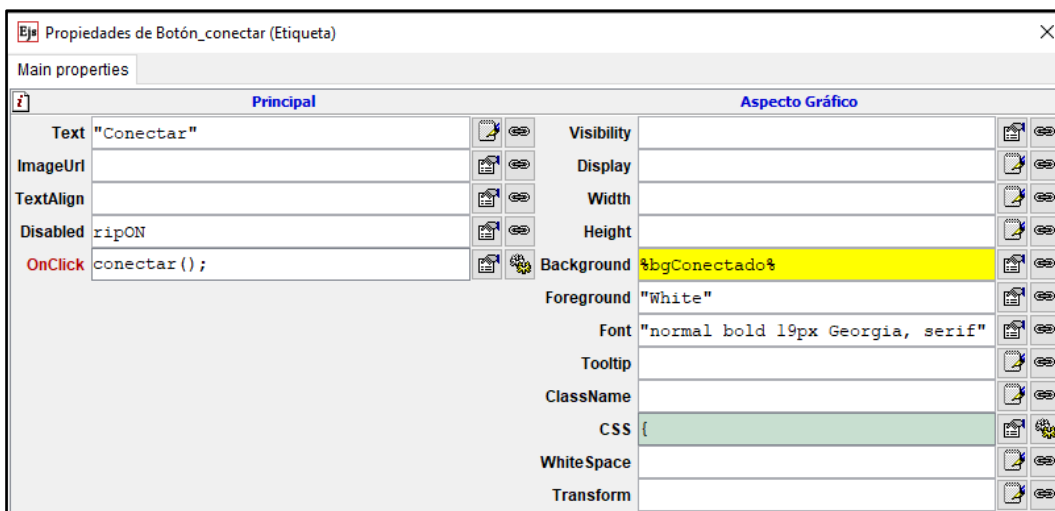 Ejs Propiedades de Botón_conectar (Etiqueta)
Main properties
Principal
Text "Conectar"
ImageUrl
TextAlign
Disabled ripON
OnClick conectar();
Aspecto Gráfico
Visibility
Display
Width
Height
Background %bgConectado%
Foreground "White"
Font "normal bold 19px Georgia, serif"
Tooltip
ClassName
CSS {
WhiteSpace
Transform